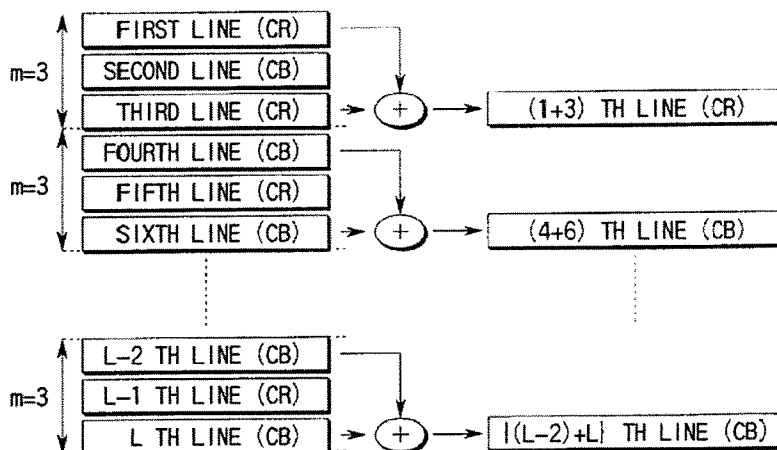 FIRST LINE (CR)
m=3
SECOND LINE (CB)
THIRD LINE (CR)
+
(1+3) TH LINE (CR)
FOURTH LINE (CB)
m=3
FIFTH LINE (CR)
SIXTH LINE (CB)
+
(4+6) TH LINE (CB)
L-2 TH LINE (CB)
m=3
L-1 TH LINE (CR)
L TH LINE (CB)
+
{(L-2)+L} TH LINE (CB)